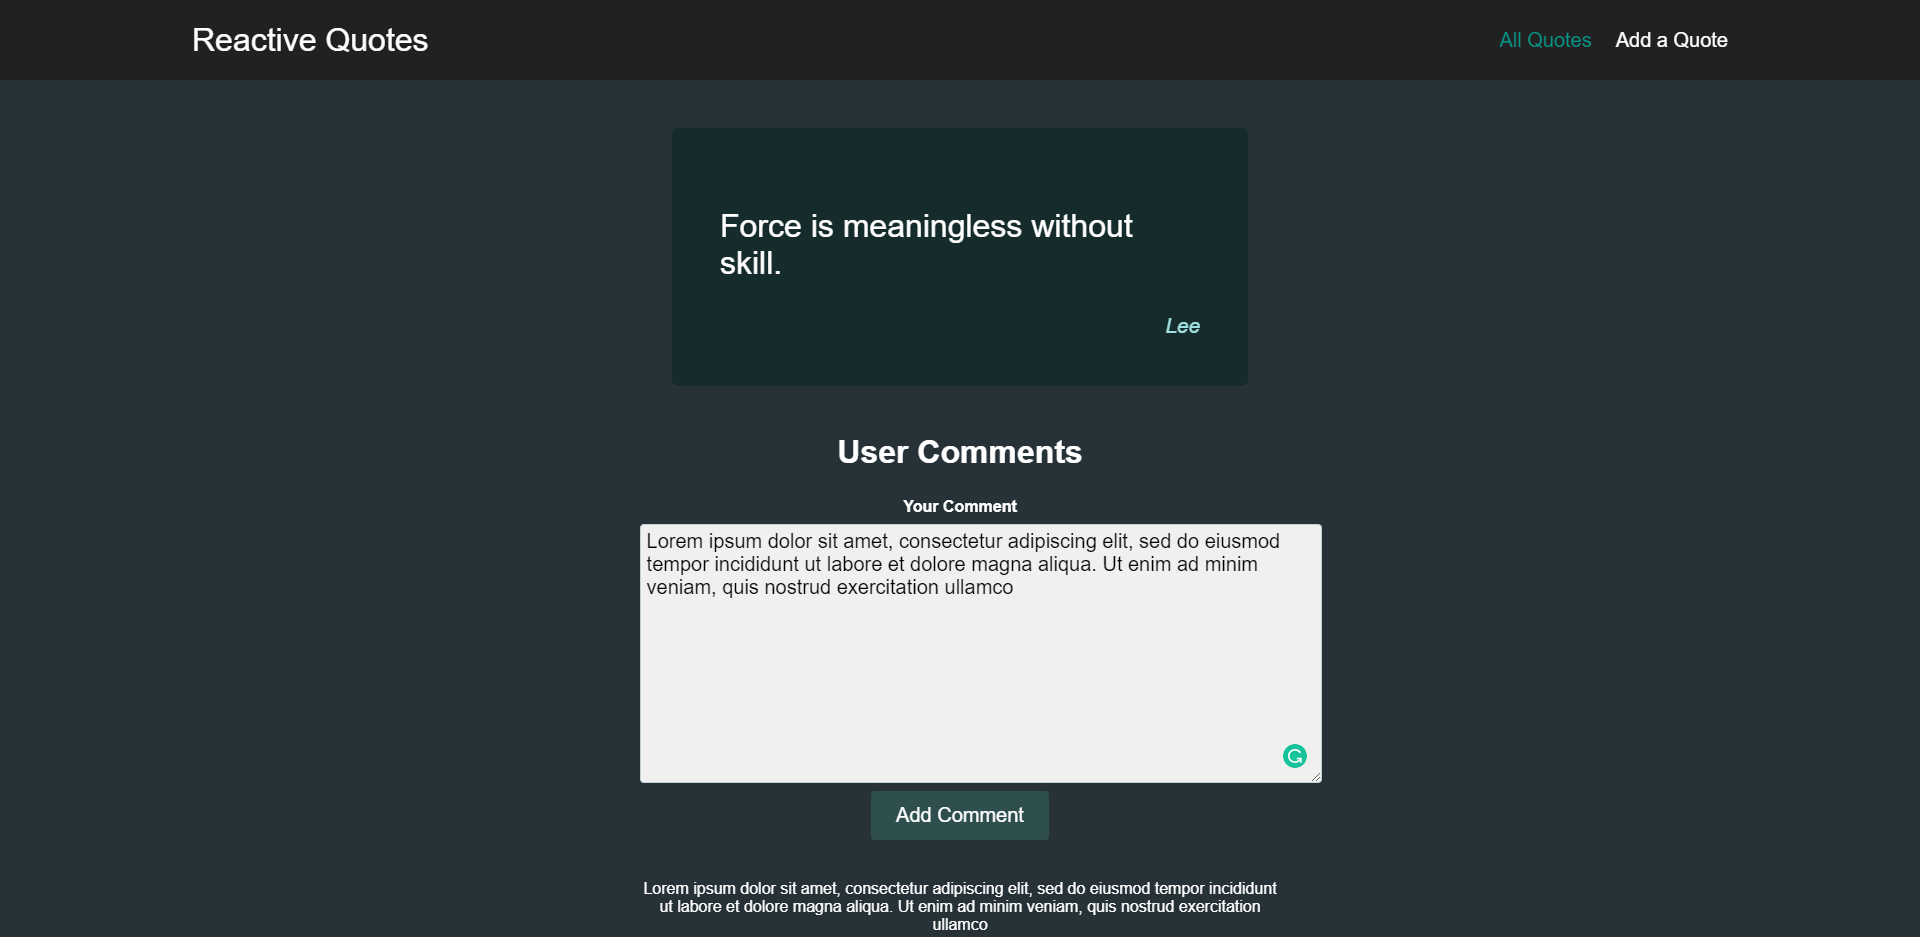 Reactive Quotes
All Quotes
Add a Quote
Force is meaningless without
skill.
Lee
User Comments
Your Comment
Lorem ipsum dolor sit amet, consectetur adipiscing elit, sed do eiusmod
tempor incididunt ut labore et dolore magna aliqua. Ut enim ad minim
veniam, quis nostrud exercitation ullamco
Add Comment
Lorem ipsum dolor sit amet, consectetur adipiscing elit, sed do eiusmod tempor incididunt
ut labore et dolore magna aliqua. Ut enim ad minim veniam, quis nostrud exercitation
ullamco